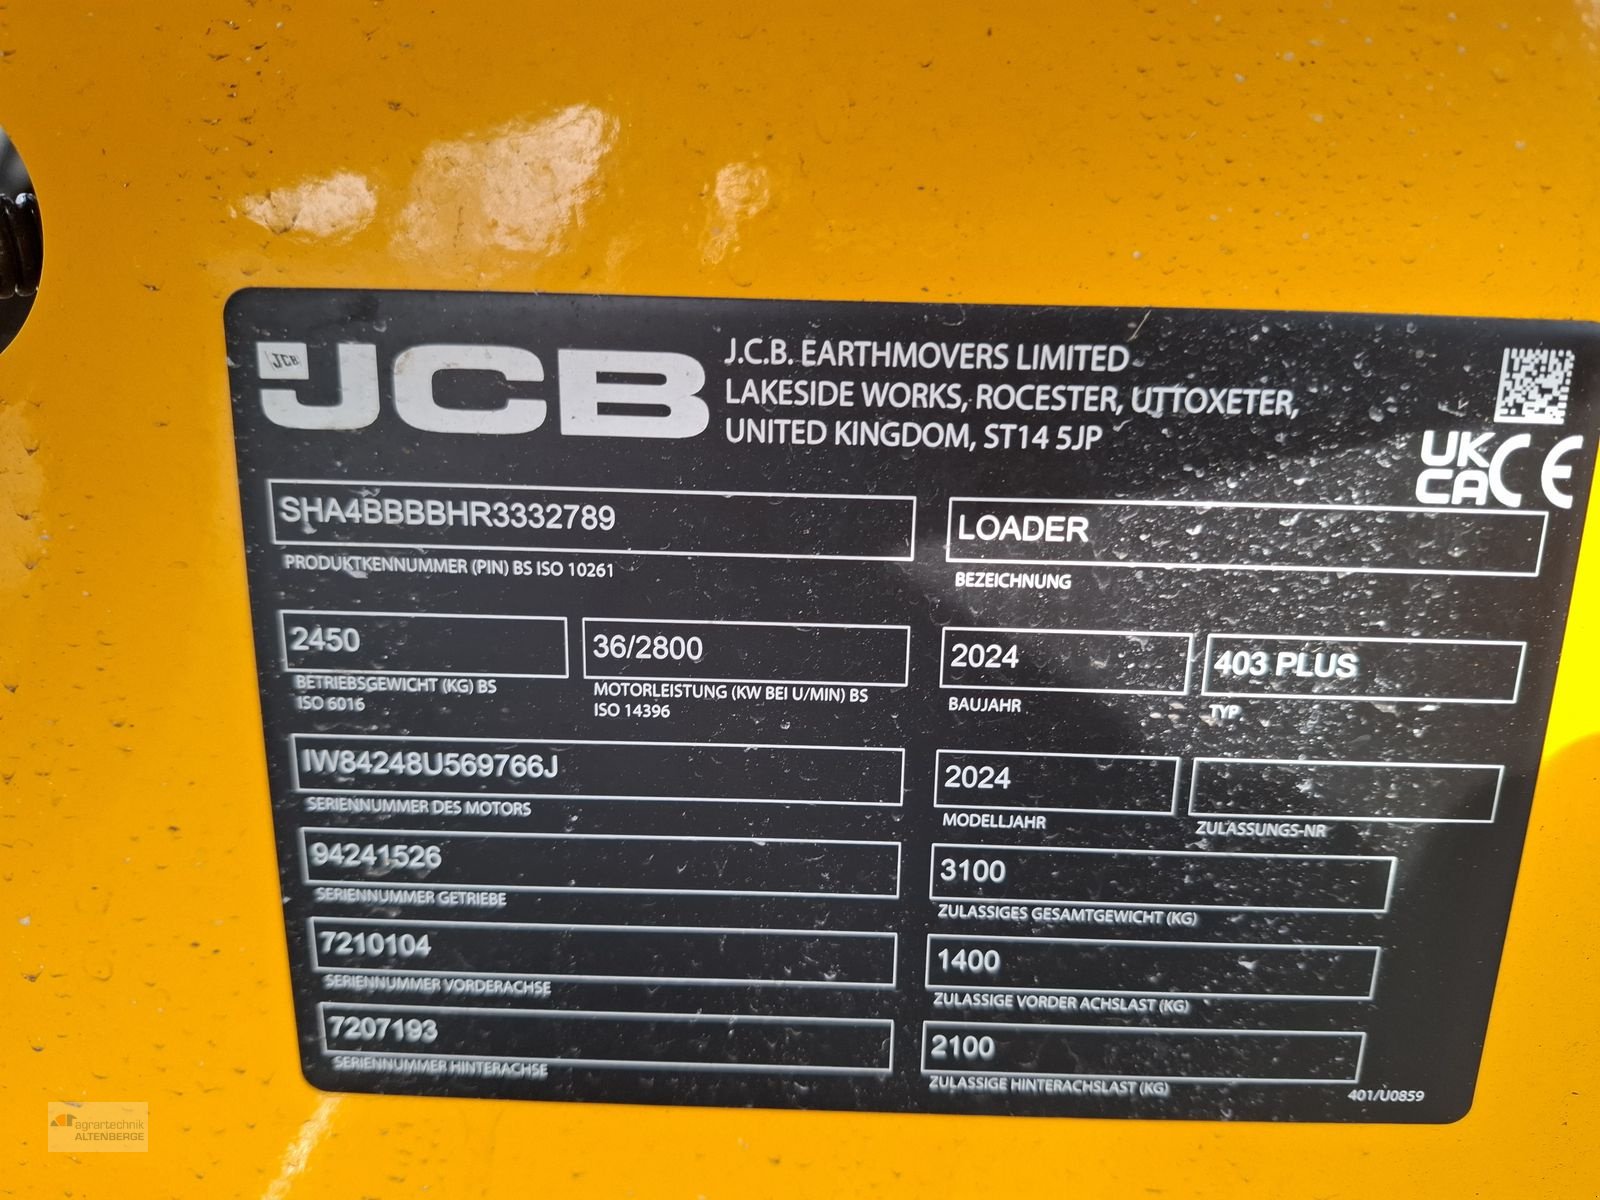 JCB
JCB
J.C.B. EARTHMOVERS LIMITED
LAKESIDE WORKS, ROCESTER, UTTOXETER,
UNITED KINGDOM, ST14 5JP
UK
CA CE
SHA4BBBBHR3332789
PRODUKTKENNUMMER (PIN) BS ISO 10261
LOADER
BEZEICHNUNG
2450
BETRIEBSGEWICHT (KG) BS
ISO 6016
36/2800
MOTORLEISTUNG (KW BEI U/MIN) BS
ISO 14396
2024
BAUJAHR
403 PLUS
TYP
IW84248U569766J
SERIENNUMMER DES MOTORS
2024
MODELLJAHR
ZULASSUNGS-NR
94241526
SERIENNUMMER GETRIEBE
3100
ZULASSIGES GESAMTGEWICHT (KG)
7210104
SERIENNUMMER VORDERACHSE
1400
ZULASSIGE VORDER ACHSLAST (KG)
7207193
SERIENNUMMER HINTERACHSE
2100
ZULASSIGE HINTERACHSLAST (KG)
401/U0859
agrartechnik
ALTENBERGE